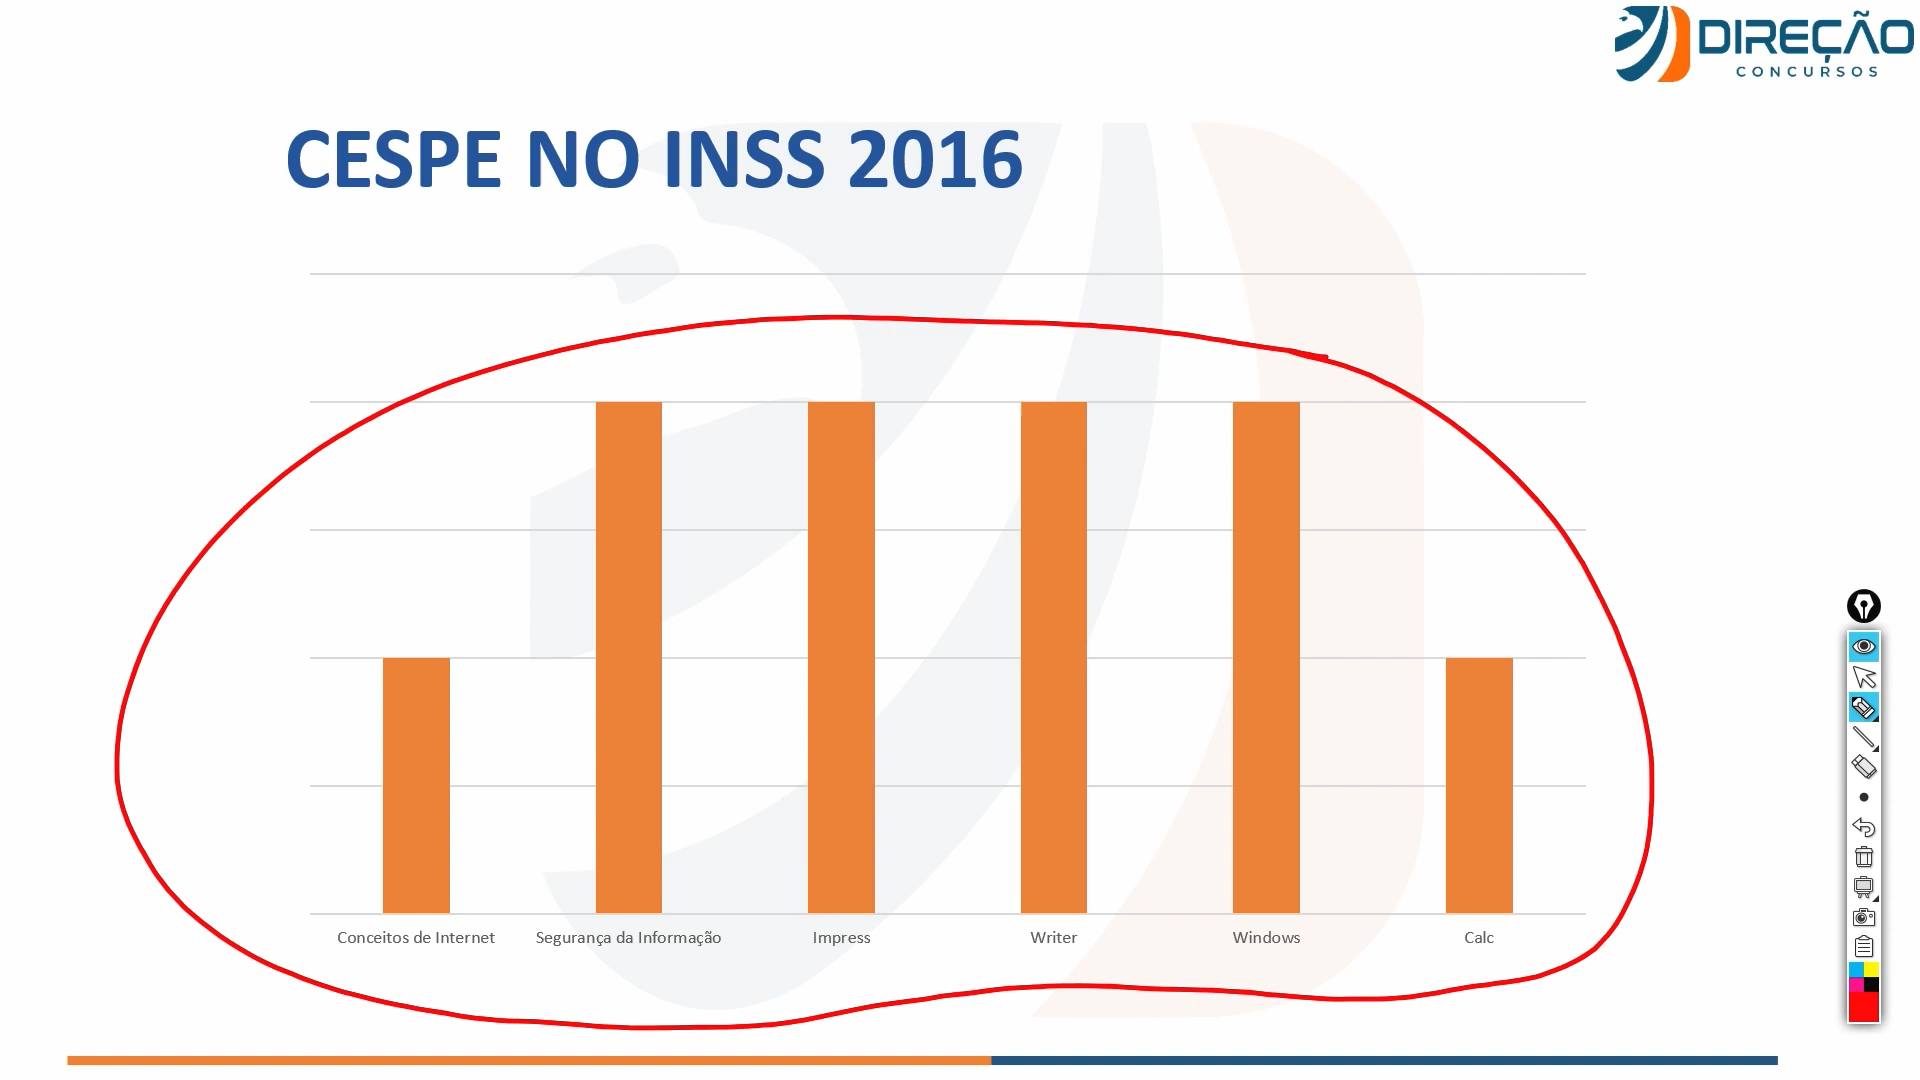 DIREÇÃO
CONCURSOS
CESPE NO INSS 2016
Conceitos de Internet
Segurança da Informação
Impress
Writer
Windows
Calc